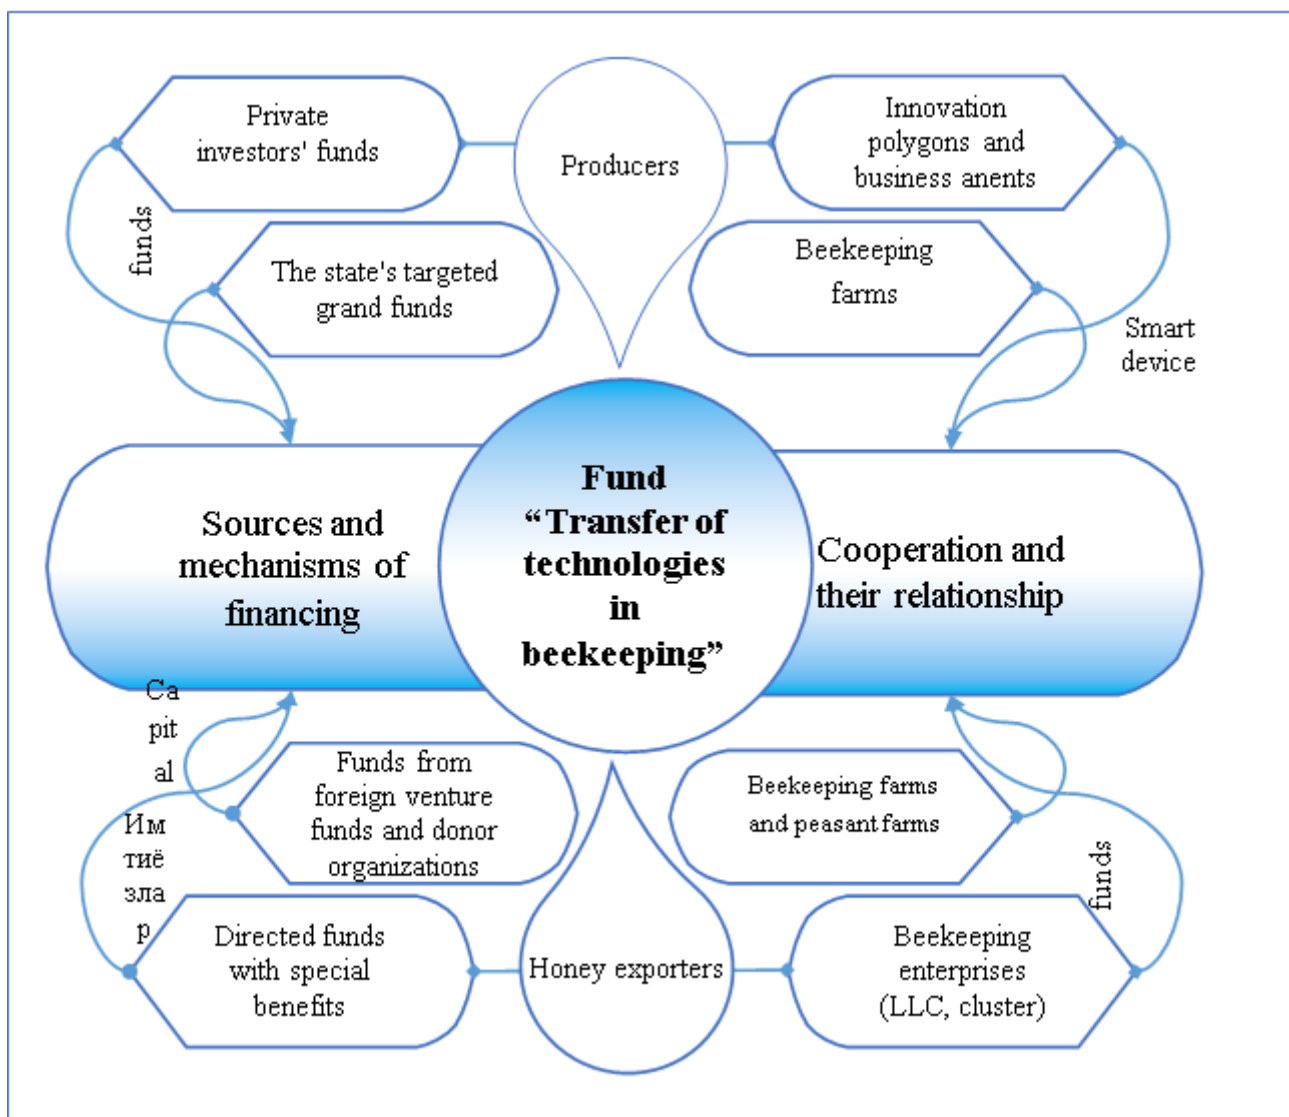 Private
investors' funds
Producers
Innovation
polygons and
business anents
funds
The state's targeted
grand funds
Beekeeping
farms
Smart
device
Sources and
mechanisms of
financing
Fund
“Transfer of
technologies
in
beekeeping”
Cooperation and
their relationship
Ca
pit
al
Им
тиё
зла
р
Funds from
foreign venture
funds and donor
organizations
Beekeeping farms
and peasant farms
funds
Directed funds
with special
benefits
Honey exporters
Beekeeping
enterprises
(LLC, cluster)